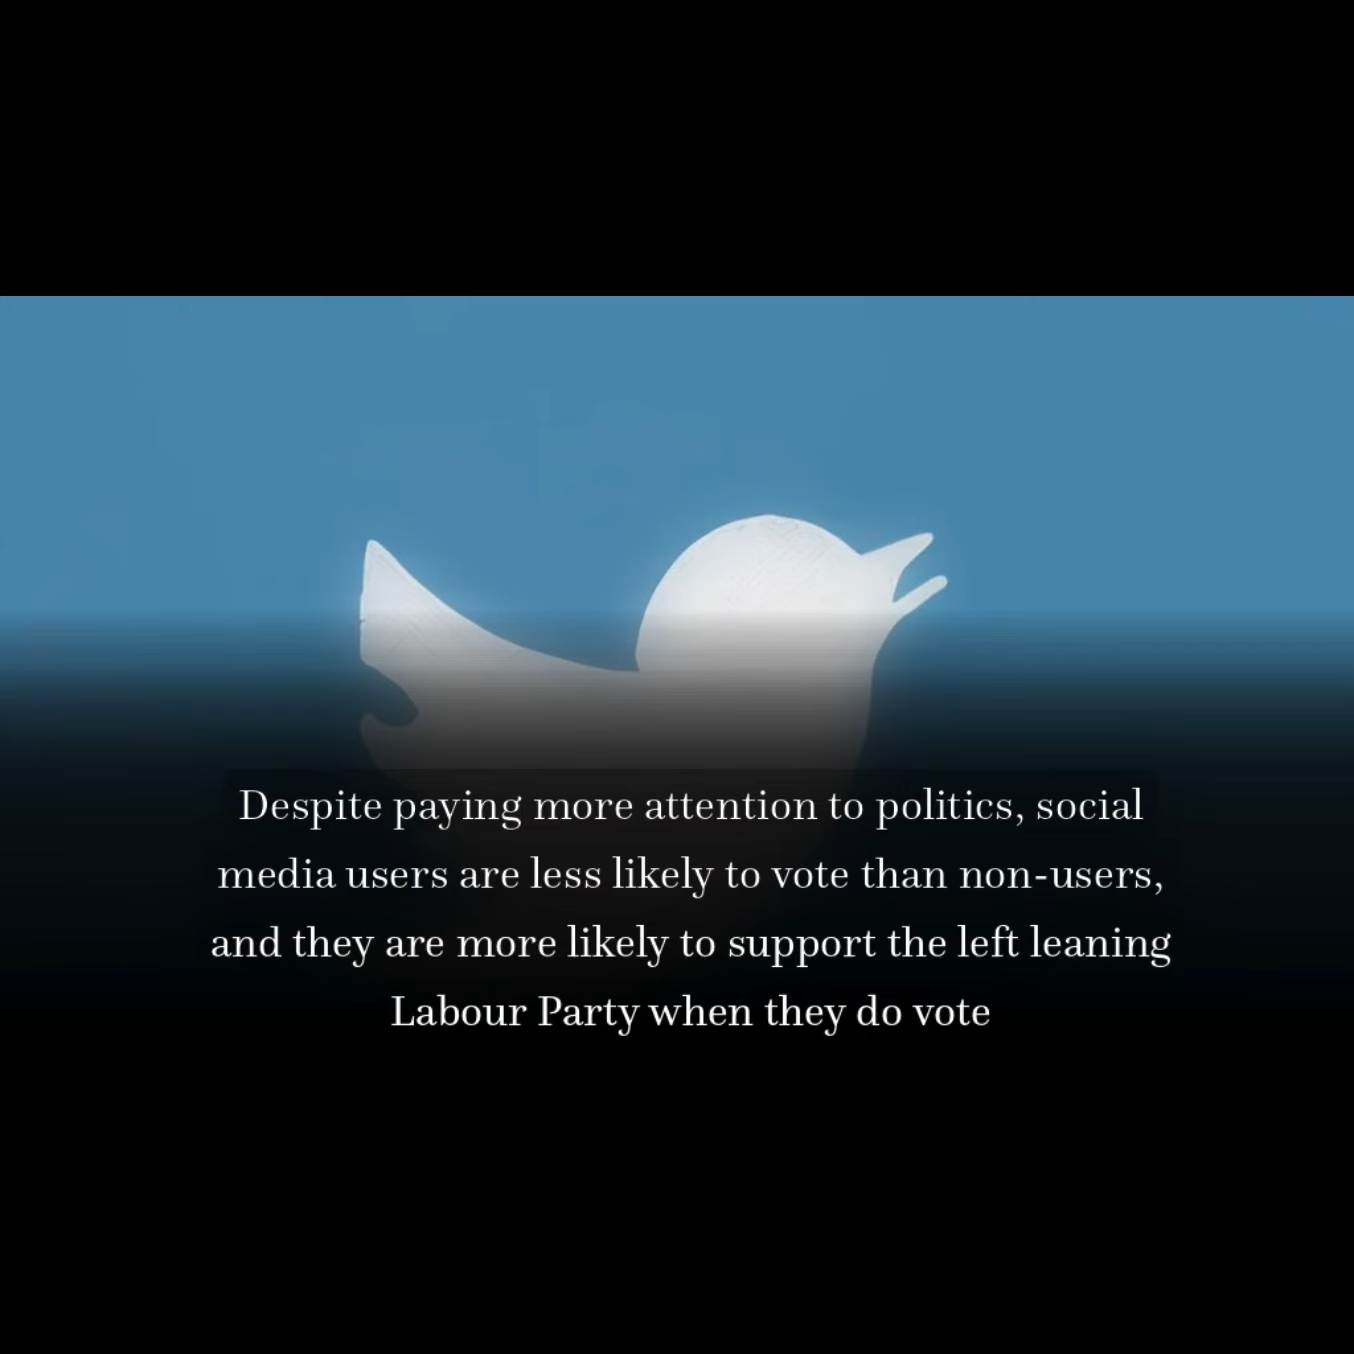 Despite paying more attention to politics, social
media users are less likely to vote than non-users,
and they are more likely to support the left leaning
Labour Party when they do vote